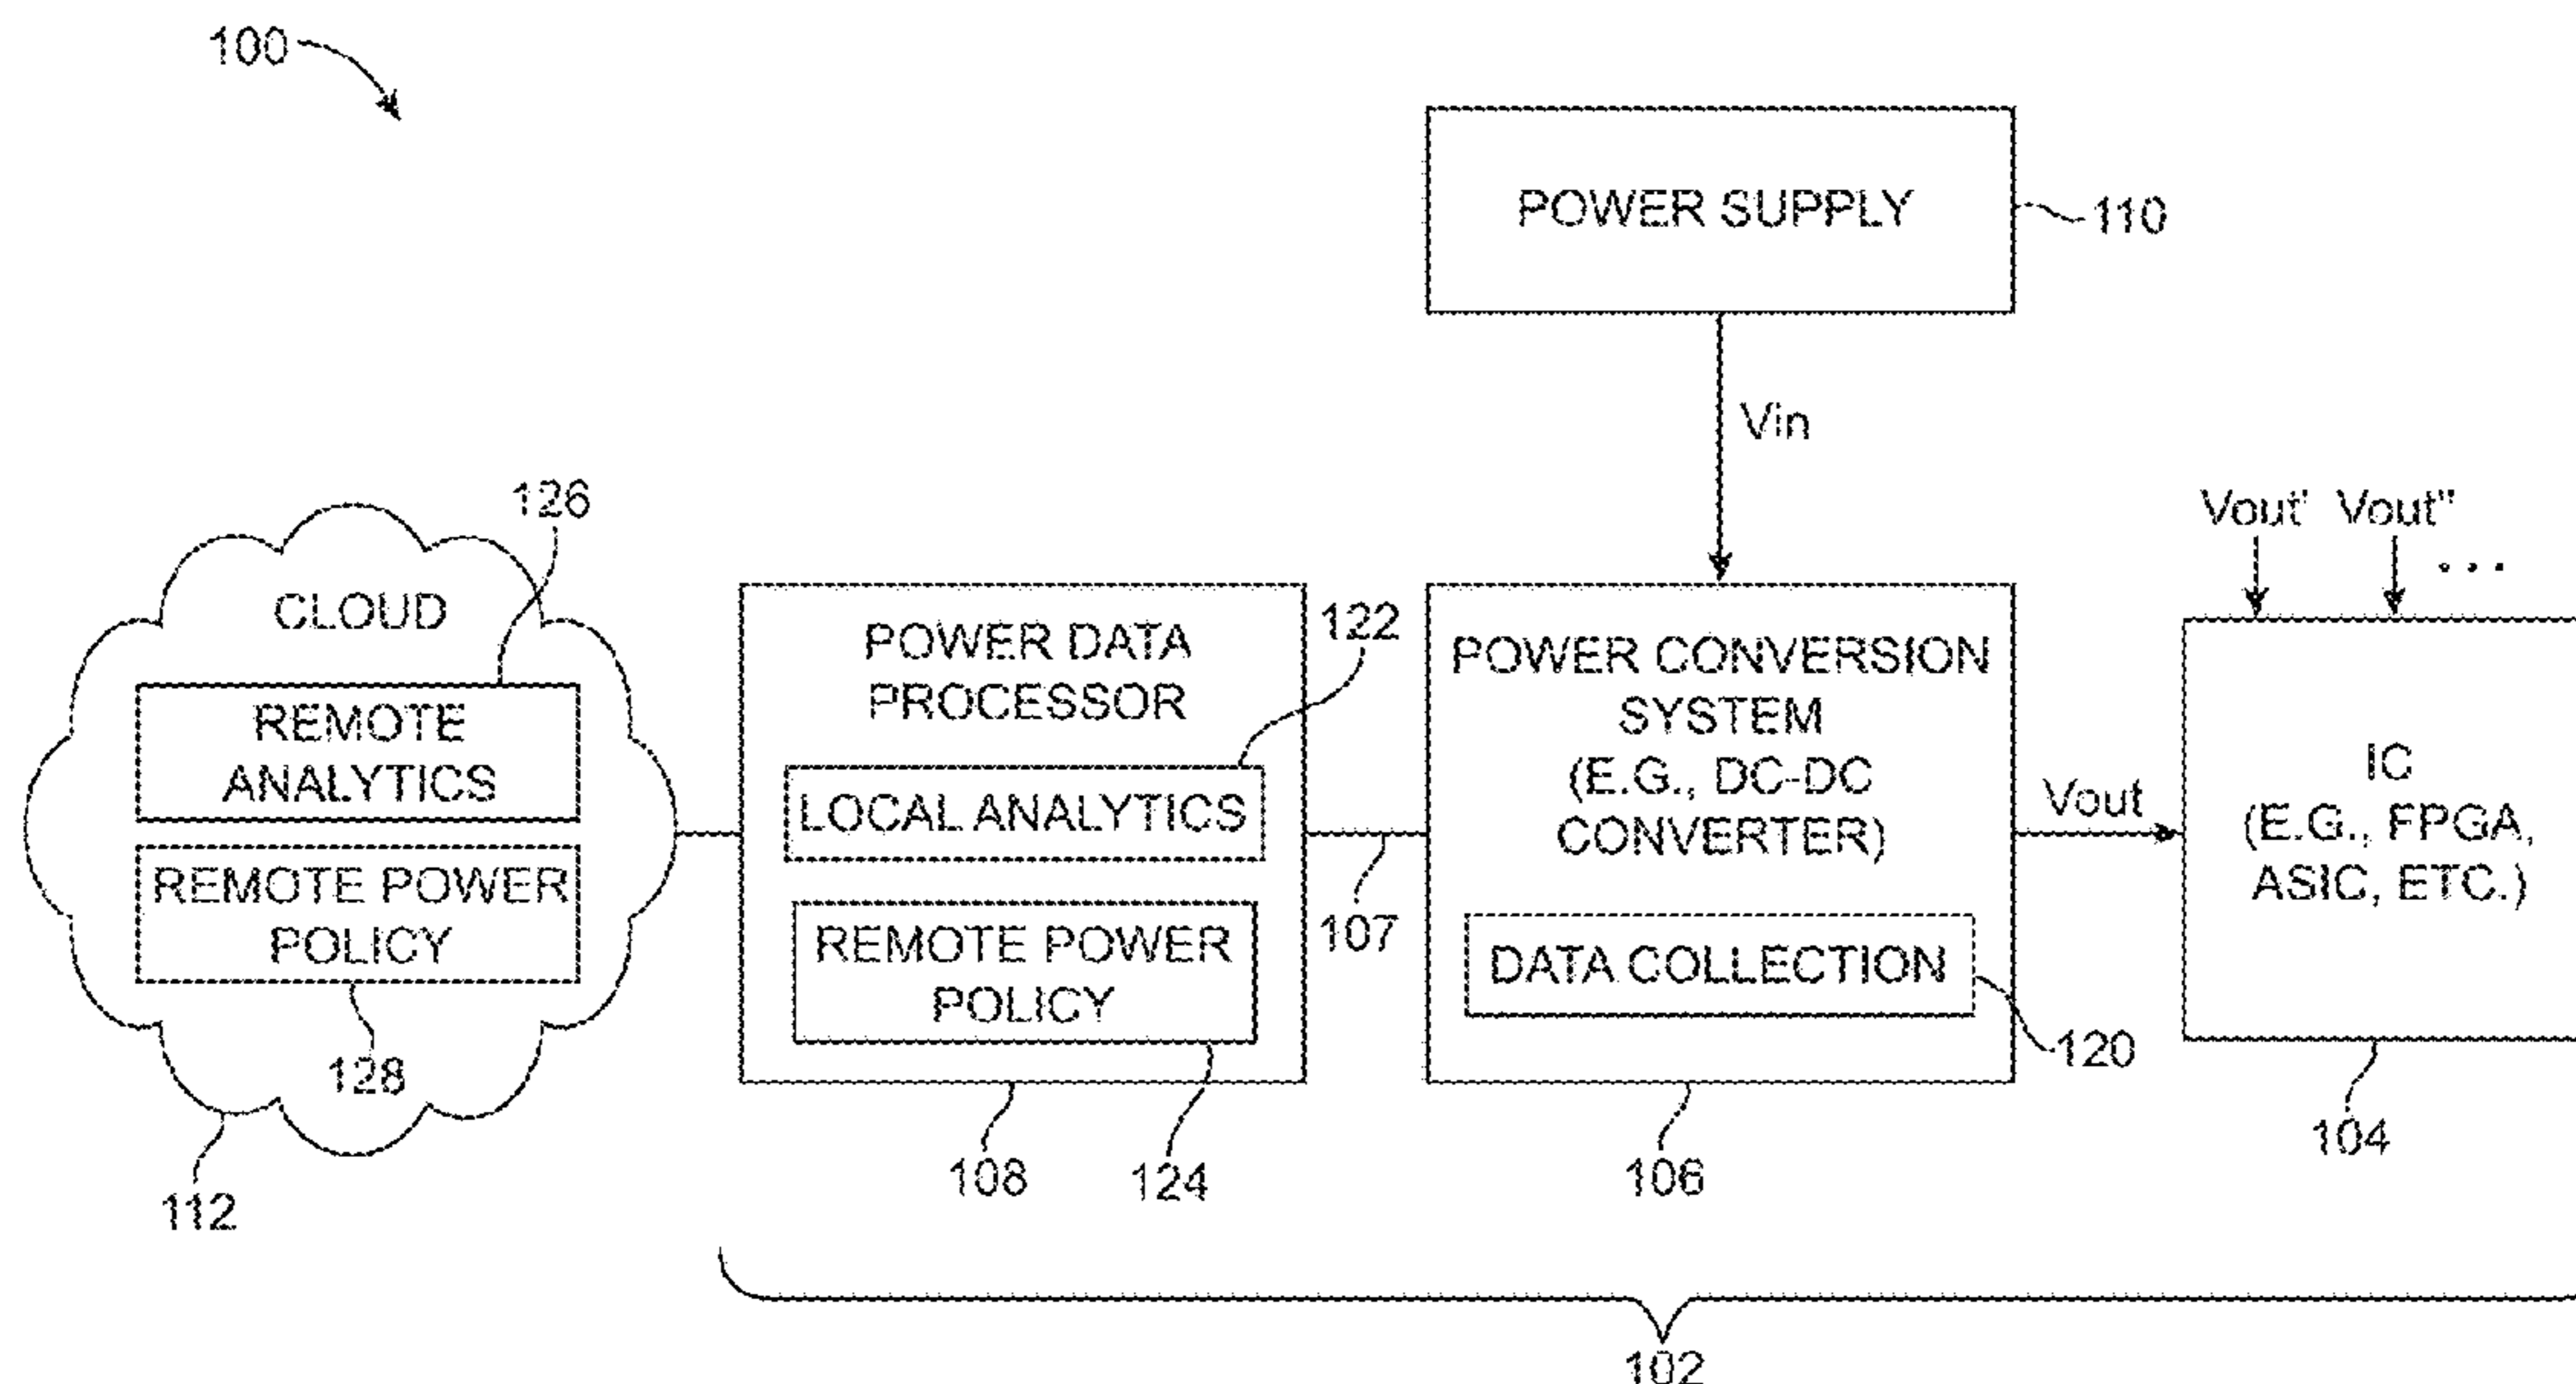 100
POWER SUPPLY
110
Vin
126
Vout' Vout"
...
CLOUD
REMOTE
ANALYTICS
REMOTE POWER
POLICY
128
112
POWER DATA
PROCESSOR
122
LOCAL ANALYTICS
REMOTE POWER
POLICY
108
124
107
POWER CONVERSION
SYSTEM
(E.G., DC-DC
CONVERTER)
DATA COLLECTION
120
106
Vout
IC
(E.G., FPGA,
ASIC, ETC.)
104
102